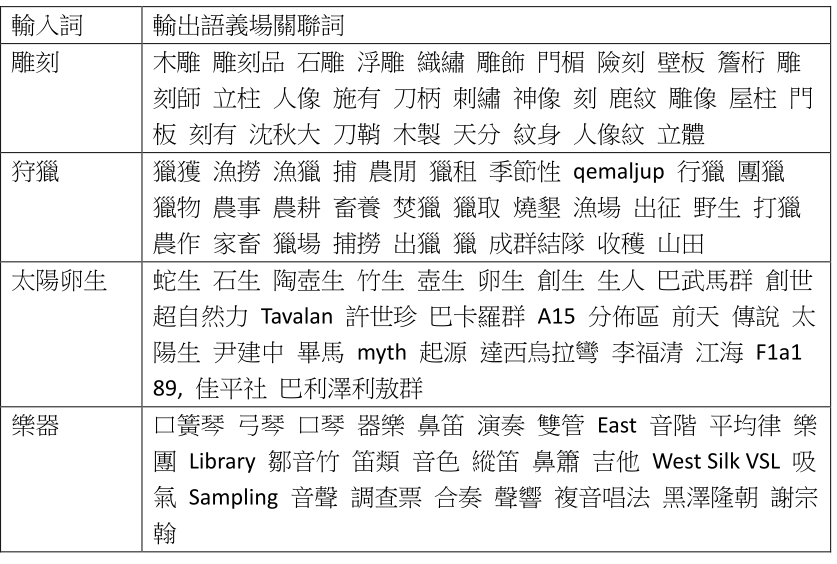 輸入詞 輸出語義場關聯詞
雕刻 木雕 雕刻品 石雕 浮雕 織繡 雕飾 門楣 險刻 壁板 簷桁 雕
刻師 立柱 人像 施有 刀柄 刺繡 神像 刻 鹿紋 雕像 屋柱 門
板 刻有 沈秋大 刀鞘 木製 天分 紋身 人像紋 立體
狩獵 獵獲 漁撈 漁獵 捕 農閒 獵租 季節性 qemaljup 行獵 團獵
獵物 農事 農耕 畜養 焚獵 獵取 燒墾 漁場 出征 野生 打獵
農作 家畜 獵場 捕撈 出獵 獵 成群結隊 收穫 山田
太陽卵生 蛇生 石生 陶壺生 竹生 壺生 卵生 創生 生人 巴武馬群 創世
超自然力 Tavalan 許世珍 巴卡羅群 A15 分佈區 前天 傳說 太
陽生 尹建中 畢馬 myth 起源 達西烏拉彎 李福清 江海 F1a1
89, 佳平社 巴利澤利敖群
樂器 口簧琴 弓琴 口琴 器樂 鼻笛 演奏 雙管 East 音階 平均律 樂
團 Library 鄒音竹 笛類 音色 縱笛 鼻簫 吉他 West Silk VSL 吸
氣 Sampling 音聲 調查票 合奏 聲響 複音唱法 黑澤隆朝 謝宗
翰